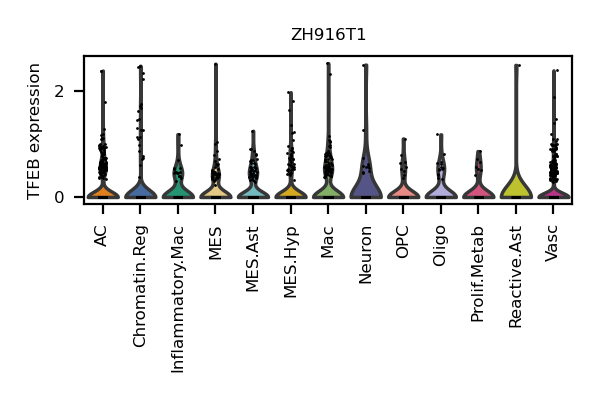 ZH916T1
TFEB expression
2
0
AC
Chromatin.Reg
Inflammatory.Mac
MES
MES.Ast
MES.Hyp
Mac
Neuron
OPC
Oligo
Prolif.Metab
Reactive.Ast
Vasc